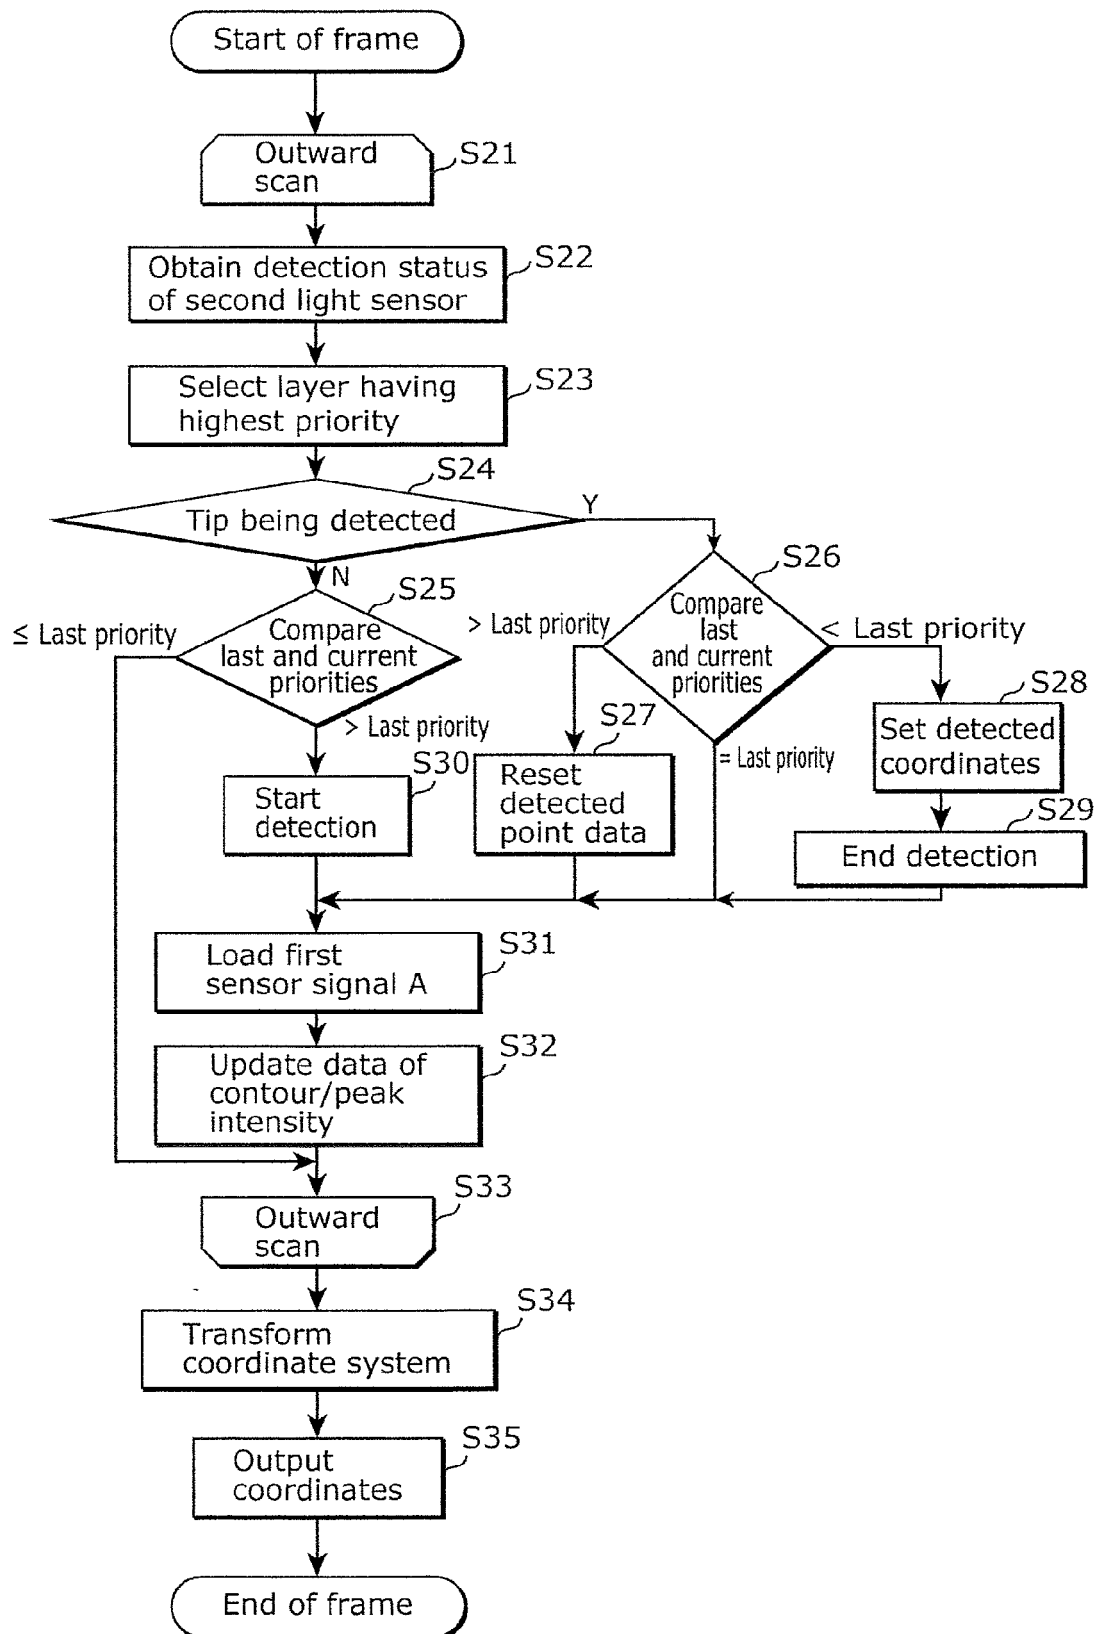 Start of frame
Outward
scan
S21
Obtain detection status
of second light sensor
S22
Select layer having
highest priority
S23
S24
Tip being detected
Y
N
S25
Compare
last and current
priorities
≤ Last priority
> Last priority
S26
Compare
last
and current
priorities
> Last priority
< Last priority
= Last priority
S27
Reset
detected
point data
S28
Set detected
coordinates
S29
End detection
S30
Start
detection
S31
Load first
sensor signal A
S32
Update data of
contour/peak
intensity
S33
Outward
scan
S34
Transform
coordinate system
S35
Output
coordinates
End of frame